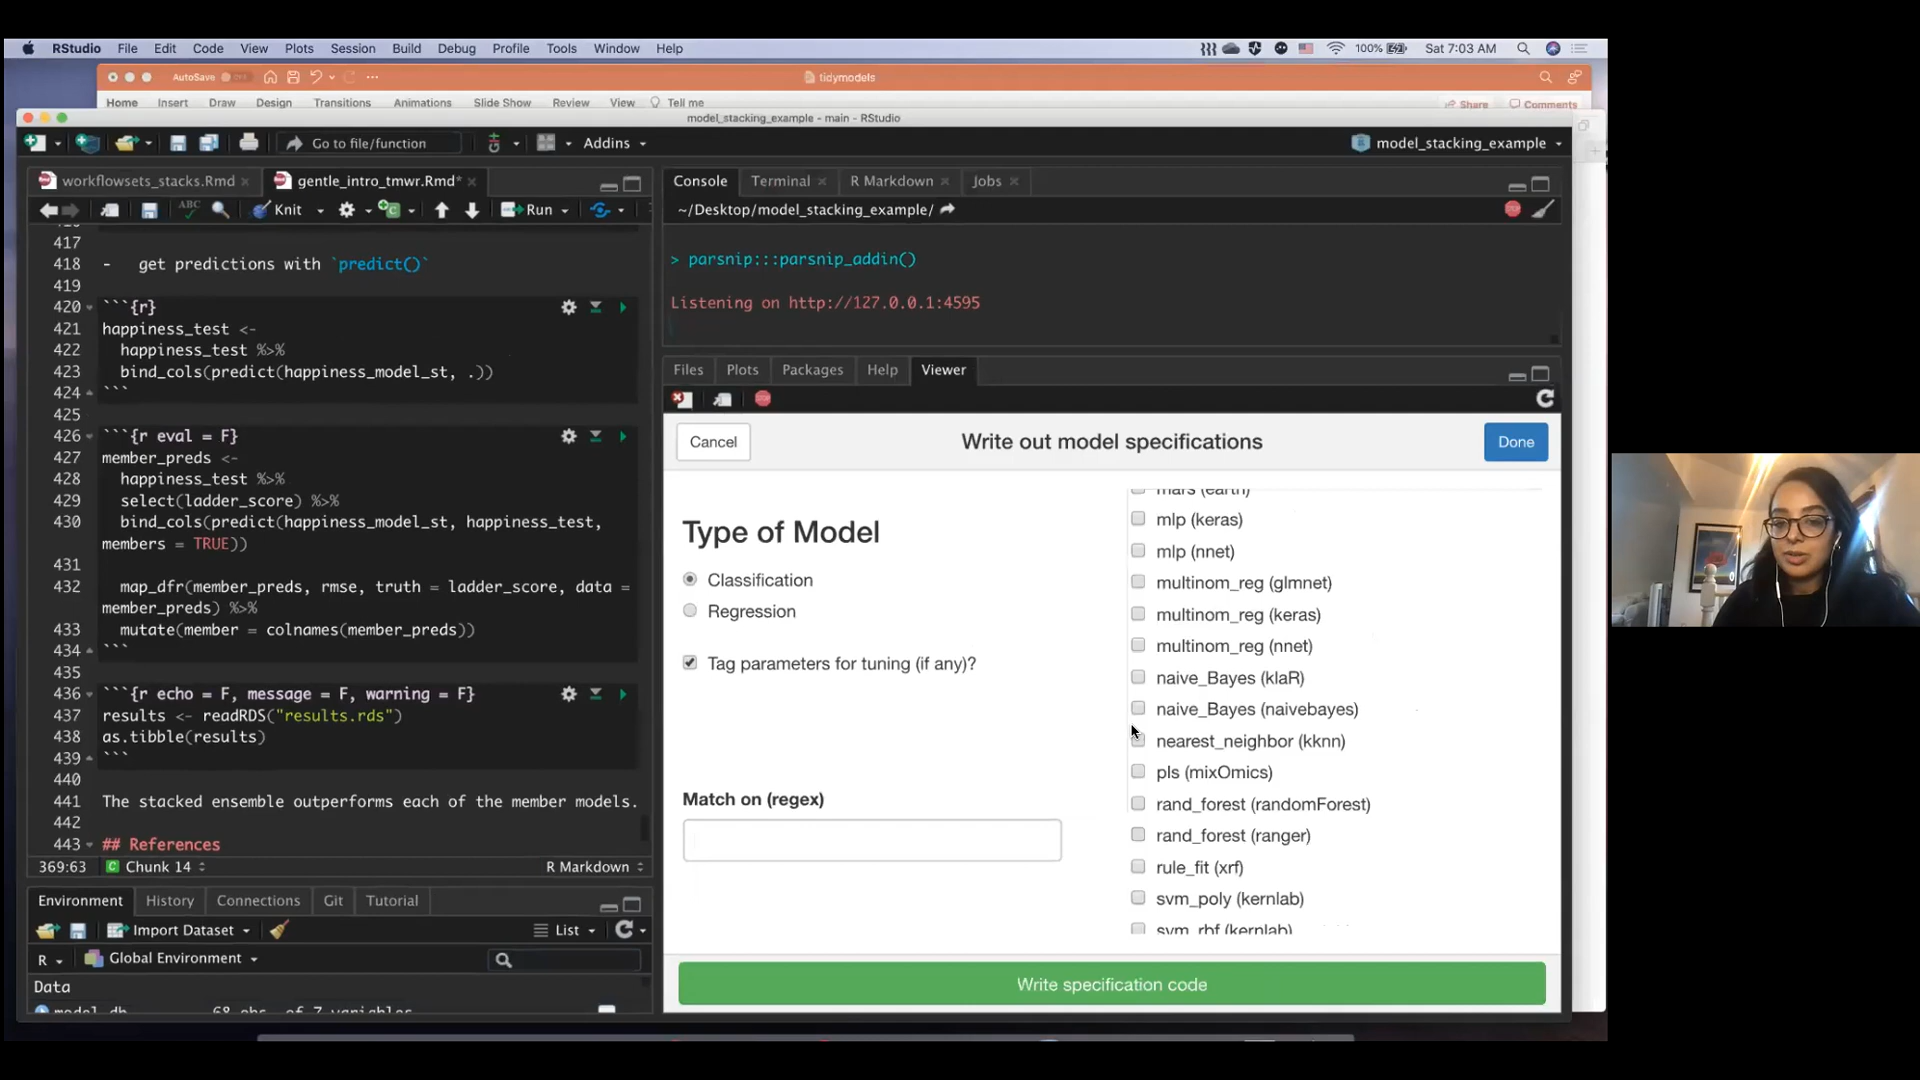 RStudio File Edit Code View Plots Session Build Debug Profile Tools Window Help 100% Sat 7:03 AM
AutoSave tidymodels
Home Insert Draw Design Transitions Animations Slide Show Review View Tell me Share Comments
model_stacking_example - main - RStudio
Go to file/function Addins model_stacking_example
workflowsets_stacks.Rmd gentle_intro_tmwr.Rmd*
ABC Knit Run
417
418 - get predictions with `predict()`
419
420 ```{r}
421 happiness_test <-
422 happiness_test %>%
423 bind_cols(predict(happiness_model_st, .))
424 ```
425
426 ```{r eval = F}
427 member_preds <-
428 happiness_test %>%
429 select(ladder_score) %>%
430 bind_cols(predict(happiness_model_st, happiness_test,
members = TRUE))
431
432 map_dfr(member_preds, rmse, truth = ladder_score, data =
member_preds) %>%
433 mutate(member = colnames(member_preds))
434 ```
435
436 ```{r echo = F, message = F, warning = F}
437 results <- readRDS("results.rds")
438 as.tibble(results)
439 ```
440
441 The stacked ensemble outperforms each of the member models.
442
443 ## References
369:63 Chunk 14 R Markdown
Environment History Connections Git Tutorial
Import Dataset List
R Global Environment
Data
model_db 68 obs. of 7 variables
Console Terminal R Markdown Jobs
~/Desktop/model_stacking_example/
> parsnip:::parsnip_addin()
Listening on http://127.0.0.1:4595
Files Plots Packages Help Viewer
Cancel Write out model specifications Done
Type of Model
Classification
Regression
Tag parameters for tuning (if any)?
Match on (regex)
mars (earth)
mlp (keras)
mlp (nnet)
multinom_reg (glmnet)
multinom_reg (keras)
multinom_reg (nnet)
naive_Bayes (klaR)
naive_Bayes (naivebayes)
nearest_neighbor (kknn)
pls (mixOmics)
rand_forest (randomForest)
rand_forest (ranger)
rule_fit (xrf)
svm_poly (kernlab)
svm_rbf (kernlab)
Write specification code